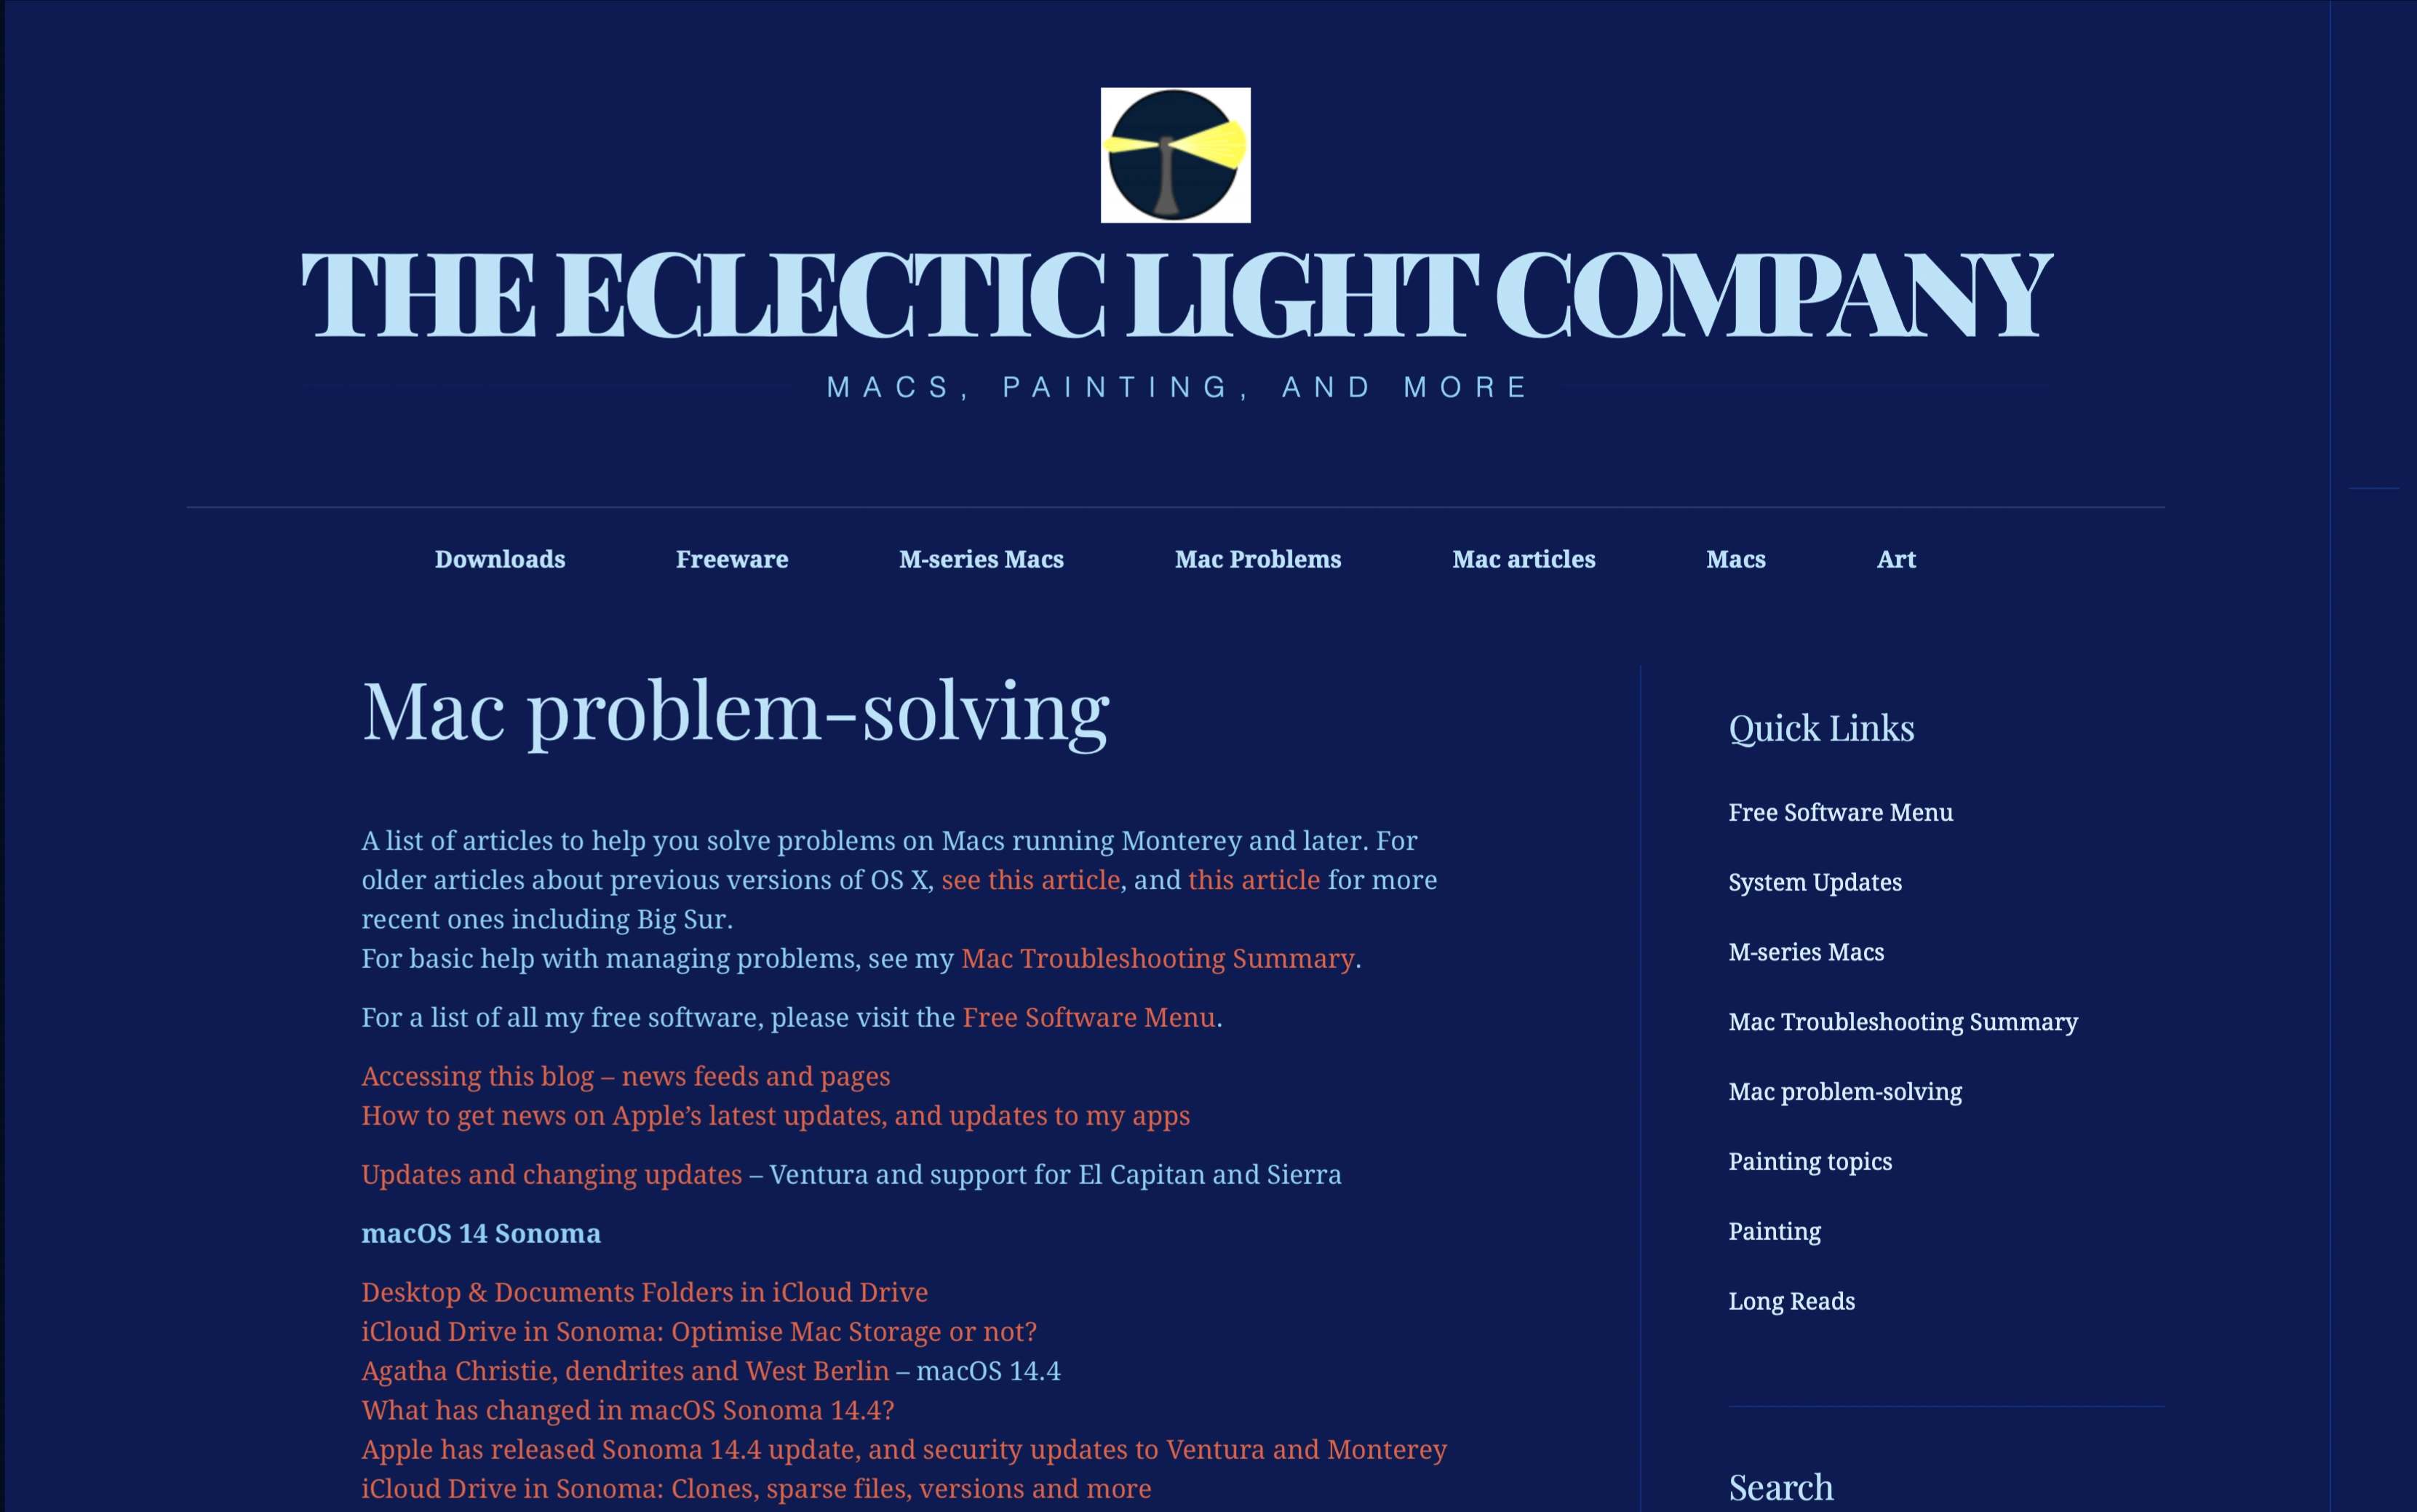 THE ECLECTIC LIGHT COMPANY
MACS, PAINTING, AND MORE
Downloads Freeware M-series Macs Mac Problems Mac articles Macs Art
Mac problem-solving
A list of articles to help you solve problems on Macs running Monterey and later. For
older articles about previous versions of OS X, see this article, and this article for more
recent ones including Big Sur.
For basic help with managing problems, see my Mac Troubleshooting Summary.
For a list of all my free software, please visit the Free Software Menu.
Accessing this blog – news feeds and pages
How to get news on Apple’s latest updates, and updates to my apps
Updates and changing updates – Ventura and support for El Capitan and Sierra
macOS 14 Sonoma
Desktop & Documents Folders in iCloud Drive
iCloud Drive in Sonoma: Optimise Mac Storage or not?
Agatha Christie, dendrites and West Berlin – macOS 14.4
What has changed in macOS Sonoma 14.4?
Apple has released Sonoma 14.4 update, and security updates to Ventura and Monterey
iCloud Drive in Sonoma: Clones, sparse files, versions and more
Quick Links
Free Software Menu
System Updates
M-series Macs
Mac Troubleshooting Summary
Mac problem-solving
Painting topics
Painting
Long Reads
Search